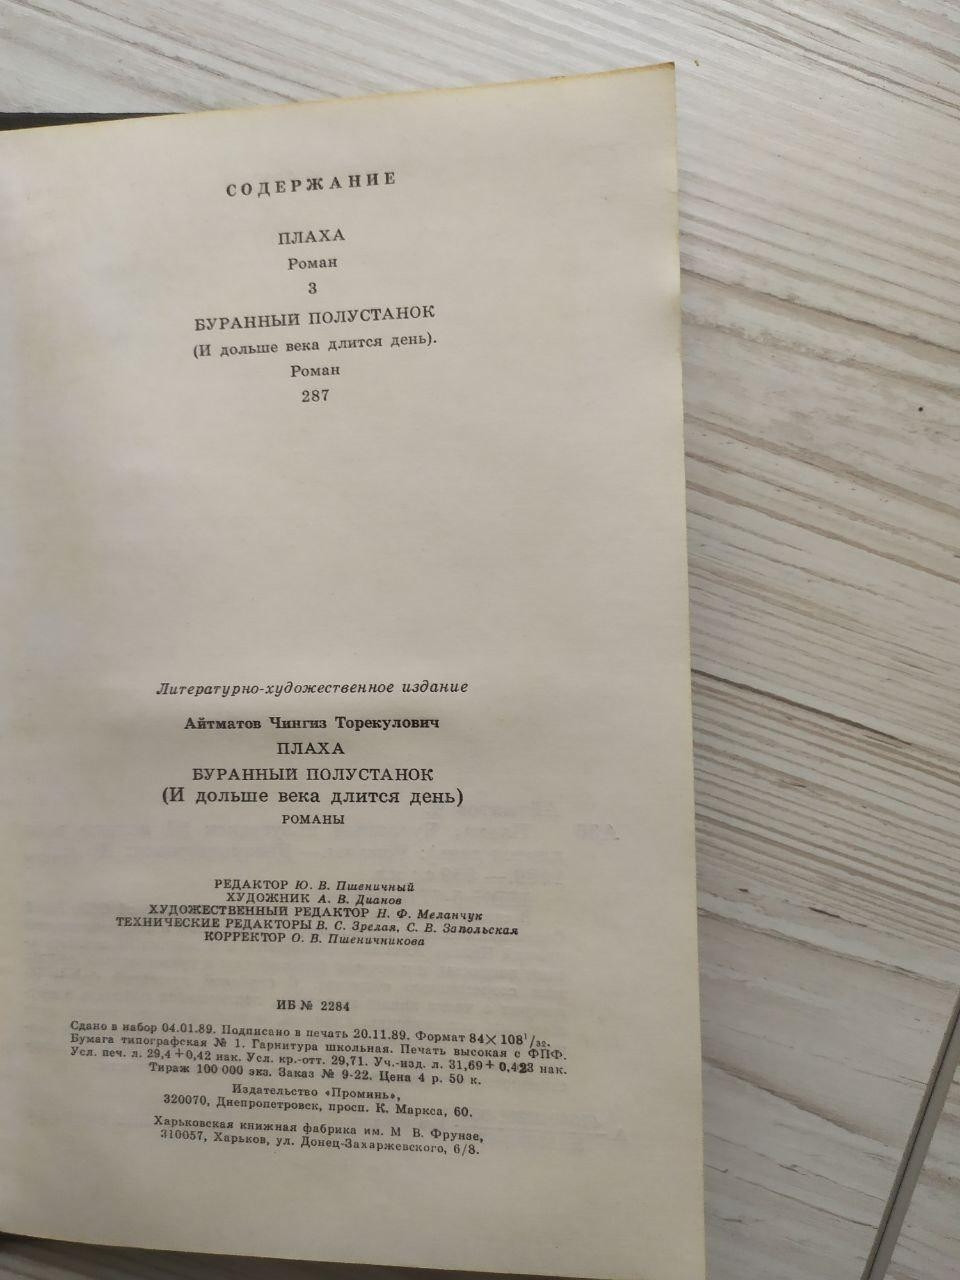 СОДЕРЖАНИЕ
ПЛАХА
Роман
3
БУРАННЫЙ ПОЛУСТАНОК
(И дольше века длится день).
Роман
287
Литературно-художественное издание
Айтматов Чингиз Торекулович
ПЛАХА
БУРАННЫЙ ПОЛУСТАНОК
(И дольше века длится день)
РОМАНЫ
РЕДАКТОР Ю. В. Пшеничный
ХУДОЖНИК А. В. Дианов
ХУДОЖЕСТВЕННЫЙ РЕДАКТОР Н. Ф. Меланчук
ТЕХНИЧЕСКИЕ РЕДАКТОРЫ В. С. Зрелая, С. В. Запольская
КОРРЕКТОР О. В. Пшеничникова
ИБ № 2284
Сдано в набор 04.01.89. Подписано в печать 20.11.89. Формат 84×108¹/₃₂.
Бумага типографская № 1. Гарнитура школьная. Печать высокая с ФПФ.
Усл. печ. л. 29,4+0,42 нак. Усл. кр.-отт. 29,71. Уч.-изд. л. 31,69+ нак.
Тираж 100 000 экз. Заказ № 9-22. Цена 4 р. 50 к.
Издательство «Проминь»,
320070, Днепропетровск, просп. К. Маркса, 60.
Харьковская книжная фабрика им. М В. Фрунзе,
310057, Харьков, ул. Донец-Захаржевского, 6/8.